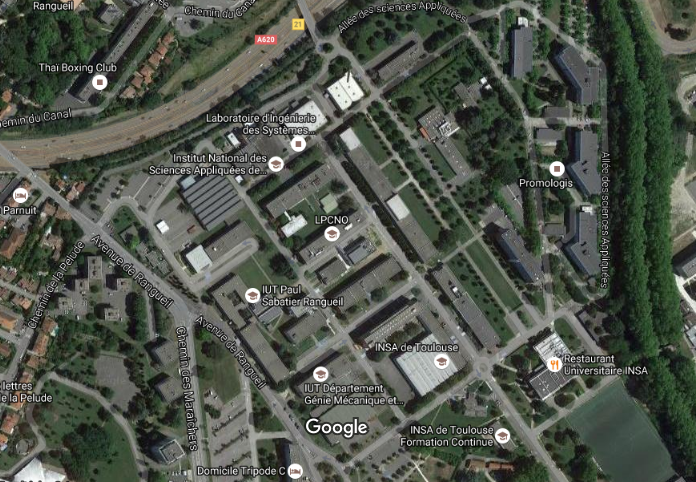 Rangueil
Chemin du Canal
21
A620
Allée des sciences Appliquées
Thaï Boxing Club
Chemin du Canal
Laboratoire d'Ingénierie
des Systèmes...
Institut National des
Sciences Appliquées de...
Promologis
Allée des sciences Appliquées
Parnuit
LPCNO
Avenue de Rangueil
Chemin de la Pelude
IUT Paul
Sabatier Rangueil
Avenue de Rangueil
Chemin des Maraîchers
INSA de Toulouse
Restaurant
Universitaire INSA
IUT Département
Génie Mécanique et...
lettres
e la Pelude
Google
INSA de Toulouse
Formation Continue
Domicile Tripode C